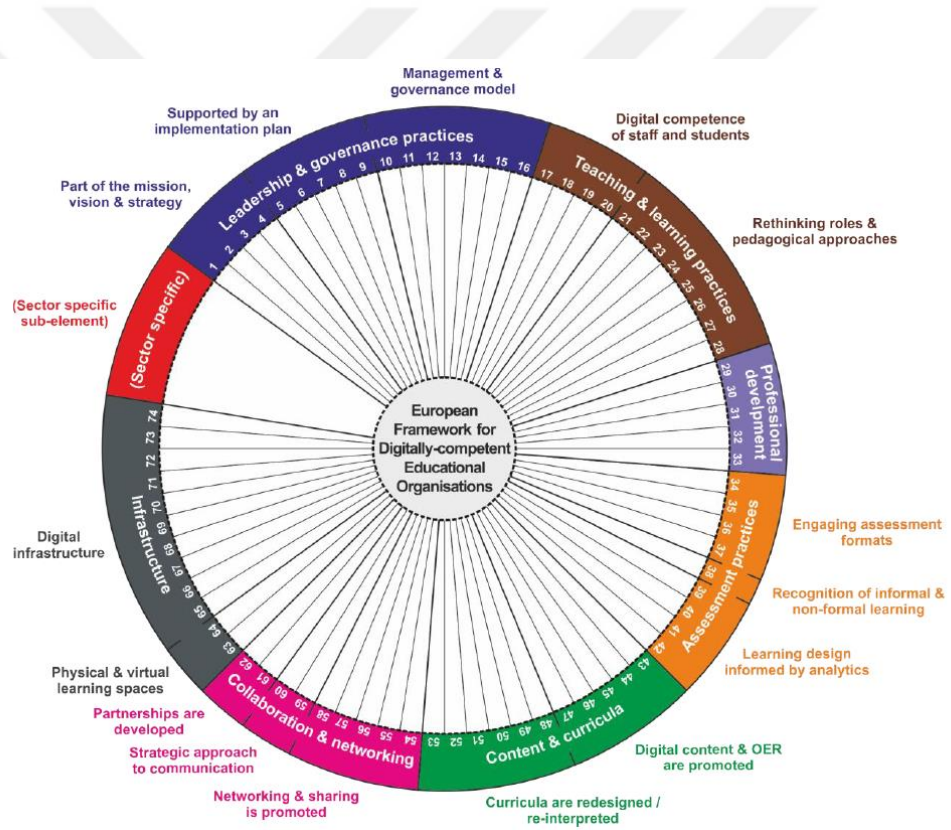 Management &
governance model
Supported by an
implementation plan
Digital competence
of staff and students
Part of the mission,
vision & strategy
Rethinking roles &
pedagogical approaches
(Sector specific
sub-element)
Digital
infrastructure
Engaging assessment
formats
Recognition of informal &
non-formal learning
Learning design
informed by analytics
Physical & virtual
learning spaces
Partnerships are
developed
Strategic approach
to communication
Networking & sharing
is promoted
Digital content & OER
are promoted
Curricula are redesigned /
re-interpreted
Leadership & governance practices
1 2 3 4 5 6 7 8 9 10 11 12 13 14 15 16
Teaching & learning practices
17 18 19 20 21 22 23 24 25 26 27 28
Professional
develpment
29 30 31 32 33
Assessment practices
34 35 36 37 38 39 40 41 42
Content & curricula
43 44 45 46 47 48 49 50 51 52 53
Collaboration & networking
54 55 56 57 58 59 60 61 62
Infrastructure
63 64 65 66 67 68 69 70 71 72 73 74
(Sector specific)
European
Framework for
Digitally-competent
Educational
Organisations